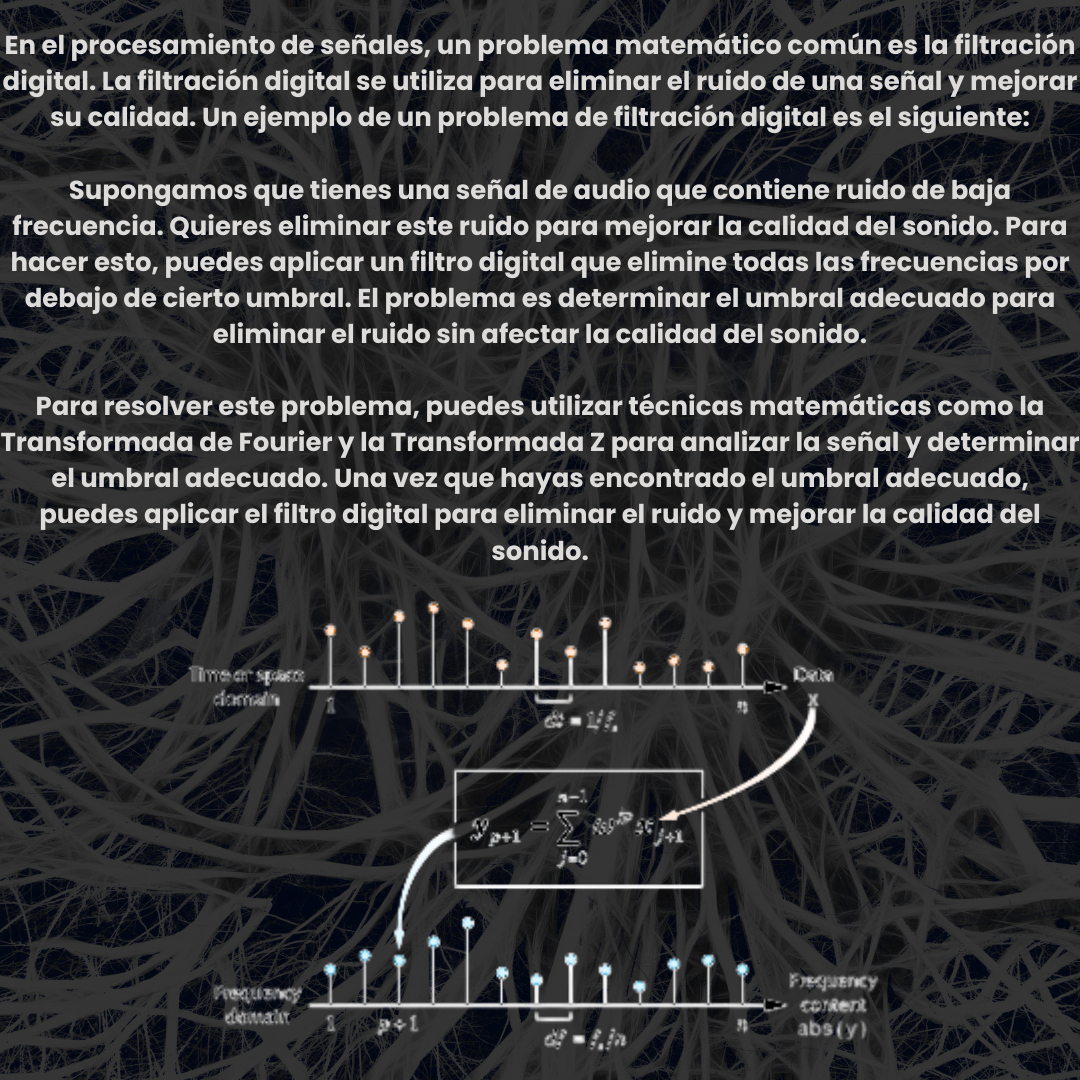 En el procesamiento de señales, un problema matemático común es la filtración
digital. La filtración digital se utiliza para eliminar el ruido de una señal y mejorar
su calidad. Un ejemplo de un problema de filtración digital es el siguiente:
Supongamos que tienes una señal de audio que contiene ruido de baja
frecuencia. Quieres eliminar este ruido para mejorar la calidad del sonido. Para
hacer esto, puedes aplicar un filtro digital que elimine todas las frecuencias por
debajo de cierto umbral. El problema es determinar el umbral adecuado para
eliminar el ruido sin afectar la calidad del sonido.
Para resolver este problema, puedes utilizar técnicas matemáticas como la
Transformada de Fourier y la Transformada Z para analizar la señal y determinar
el umbral adecuado. Una vez que hayas encontrado el umbral adecuado,
puedes aplicar el filtro digital para eliminar el ruido y mejorar la calidad del
sonido.
Time or space
domain
1
dt = 1/fs
n
Data
x
y p+1 = n-1 ∑ j=0 ω^jp x j+1
Frequency
domain
1
p+1
df = fs/n
n
Frequency
content
abs(y)